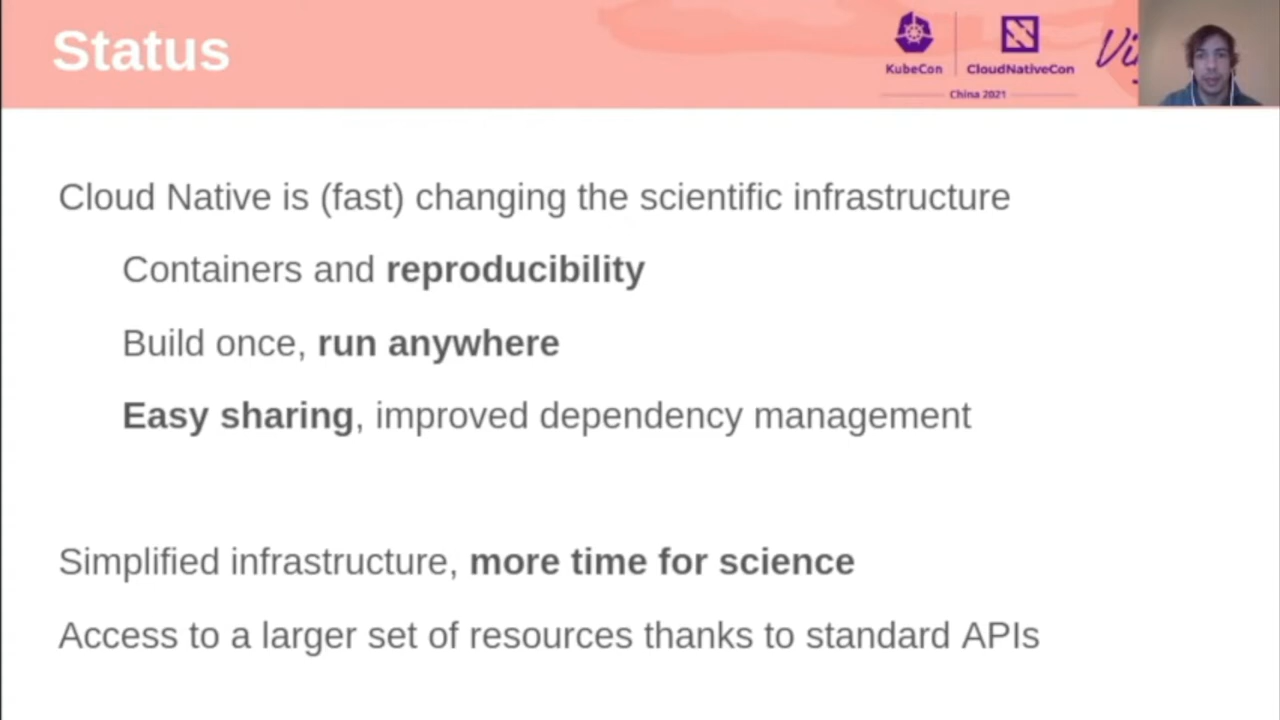 Status
KubeCon
CloudNativeCon
China 2021
Cloud Native is (fast) changing the scientific infrastructure
Containers and reproducibility
Build once, run anywhere
Easy sharing, improved dependency management
Simplified infrastructure, more time for science
Access to a larger set of resources thanks to standard APIs